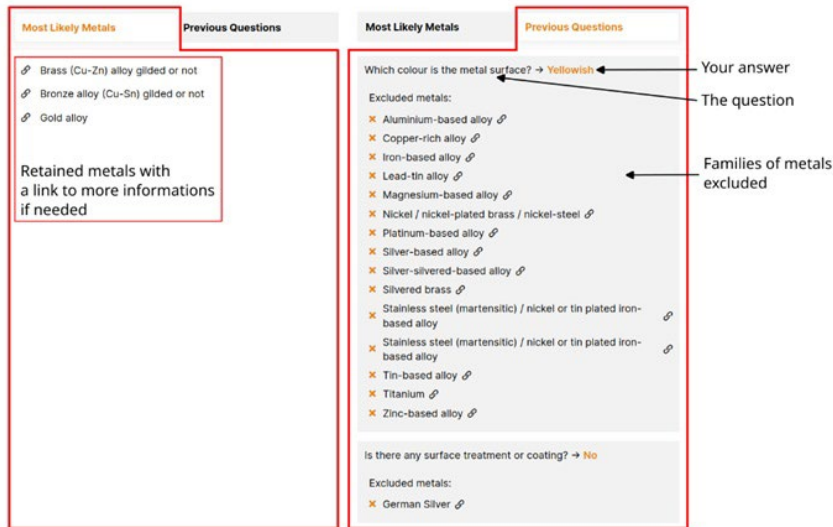 Most Likely Metals
Previous Questions
Brass (Cu-Zn) alloy gilded or not
Bronze alloy (Cu-Sn) gilded or not
Gold alloy
Retained metals with
a link to more informations
if needed
Most Likely Metals
Previous Questions
Which colour is the metal surface? → Yellowish
Excluded metals:
Aluminium-based alloy
Copper-rich alloy
Iron-based alloy
Lead-tin alloy
Magnesium-based alloy
Nickel / nickel-plated brass / nickel-steel
Platinum-based alloy
Silver-based alloy
Silver-silvered-based alloy
Silvered brass
Stainless steel (martensitic) / nickel or tin plated iron-
based alloy
Stainless steel (martensitic) / nickel or tin plated iron-
based alloy
Tin-based alloy
Titanium
Zinc-based alloy
Is there any surface treatment or coating? → No
Excluded metals:
German Silver
Your answer
The question
Families of metals
excluded